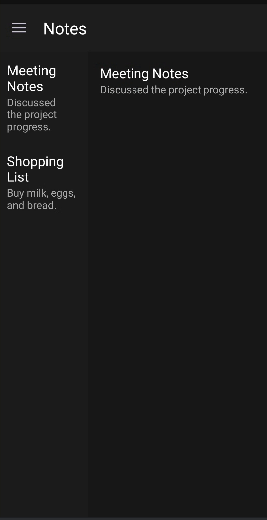 Notes
Meeting
Notes
Discussed
the project
progress.
Shopping
List
Buy milk, eggs,
and bread.
Meeting Notes
Discussed the project progress.